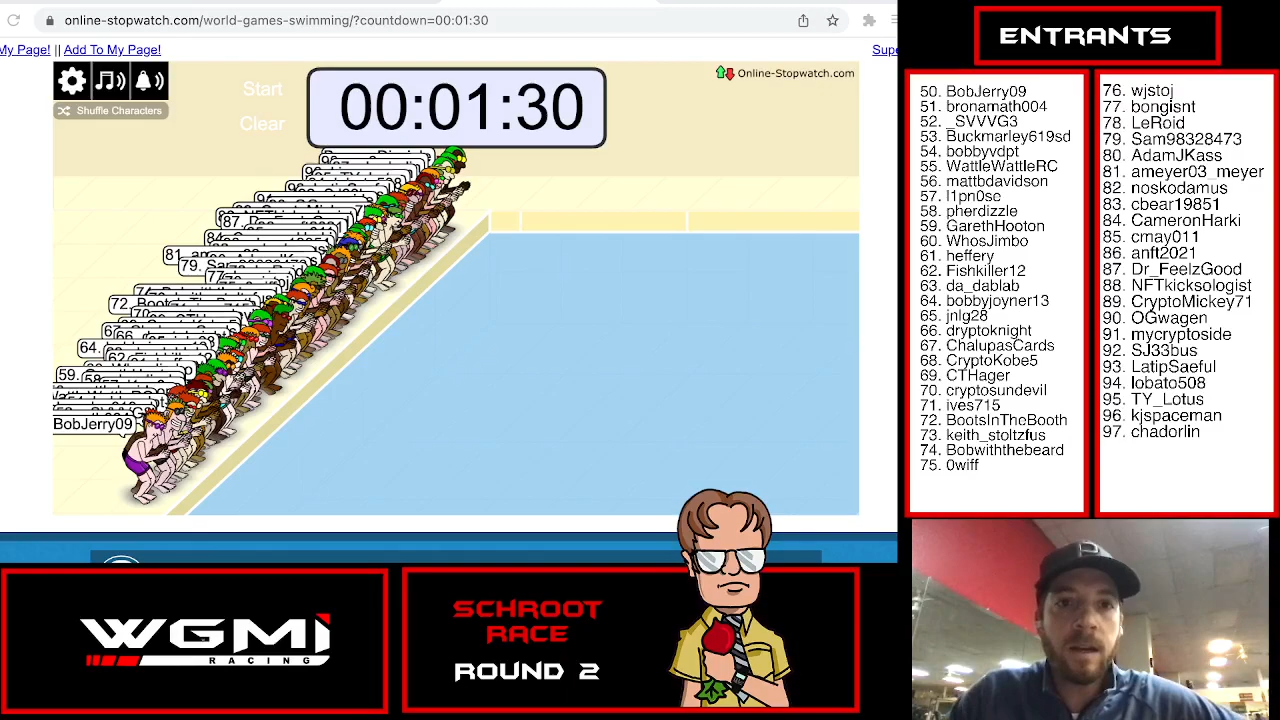 online-stopwatch.com/world-games-swimming/?countdown=00:01:30
My Page! || Add To My Page!
Start
Clear
00:01:30
Online-Stopwatch.com
Shuffle Characters
BobJerry09
ENTRANTS
50. BobJerry09
51. bronamath004
52. _SVVVG3
53. Buckmarley619sd
54. bobbyvdpt
55. WattleWattleRC
56. mattbdavidson
57. l1pn0se
58. pherdizzle
59. GarethHooton
60. WhosJimbo
61. heffery
62. Fishkiller12
63. da_dablab
64. bobbyjoyner13
65. jnlg28
66. dryptoknight
67. ChalupasCards
68. CryptoKobe5
69. CTHager
70. cryptosundevil
71. ives715
72. BootsInTheBooth
73. keith_stoltzfus
74. Bobwiththebeard
75. 0wiff
76. wjstoj
77. bongisnt
78. LeRoid
79. Sam98328473
80. AdamJKass
81. ameyer03_meyer
82. noskodamus
83. cbear19851
84. CameronHarki
85. cmay011
86. anft2021
87. Dr_FeelzGood
88. NFTkicksologist
89. CryptoMickey71
90. OGwagen
91. mycryptoside
92. SJ33bus
93. LatipSaeful
94. lobato508
95. TY_Lotus
96. kjspaceman
97. chadorlin
WGMI
RACING
SCHROOT
RACE
ROUND 2